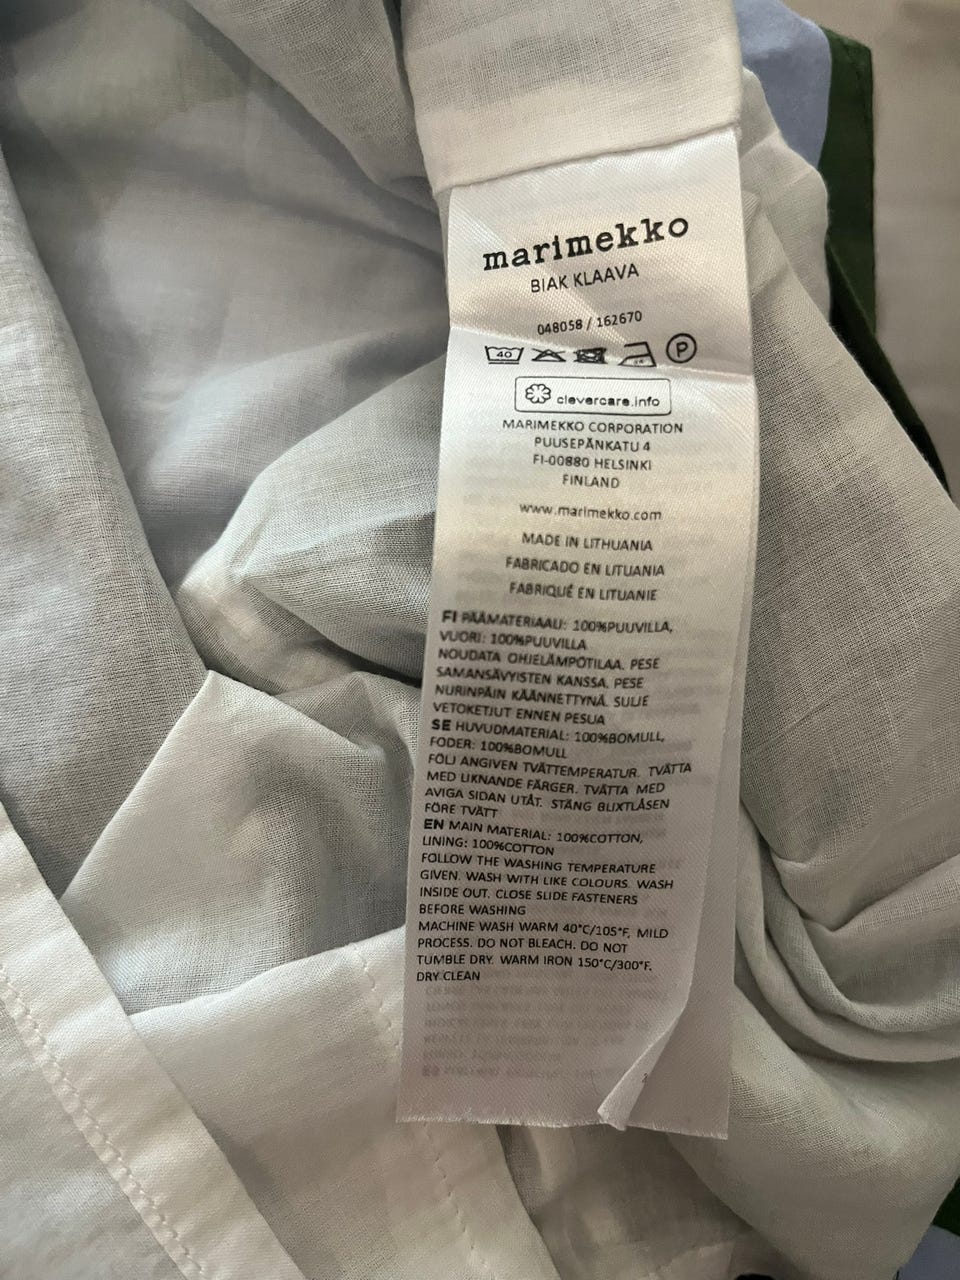 marimekko
BIAK KLAAVA
048058 / 162670
40
P
clevercare.info
MARIMEKKO CORPORATION
PUUSEPÄNKATU 4
FI-00880 HELSINKI
FINLAND
www.marimekko.com
MADE IN LITHUANIA
FABRICADO EN LITUANIA
FABRIQUÉ EN LITUANIE
FI PÄÄMATERIAALI: 100%PUUVILLA,
VUORI: 100%PUUVILLA
NOUDATA OHJELÄMPÖTILAA. PESE
SAMANSÄVYISTEN KANSSA. PESE
NURINPÄIN KÄÄNNETTYNÄ. SULJE
VETOKETJUT ENNEN PESUA
SE HUVUDMATERIAL: 100%BOMULL,
FODER: 100%BOMULL
FÖLJ ANGIVEN TVÄTTEMPERATUR. TVÄTTA
MED LIKNANDE FÄRGER. TVÄTTA MED
AVIGA SIDAN UTÅT. STÄNG BLIXTLÅSEN
FÖRE TVÄTT
EN MAIN MATERIAL: 100%COTTON,
LINING: 100%COTTON
FOLLOW THE WASHING TEMPERATURE
GIVEN. WASH WITH LIKE COLOURS. WASH
INSIDE OUT. CLOSE SLIDE FASTENERS
BEFORE WASHING
MACHINE WASH WARM 40°C/105°F, MILD
PROCESS. DO NOT BLEACH. DO NOT
TUMBLE DRY. WARM IRON 150°C/300°F.
DRY CLEAN